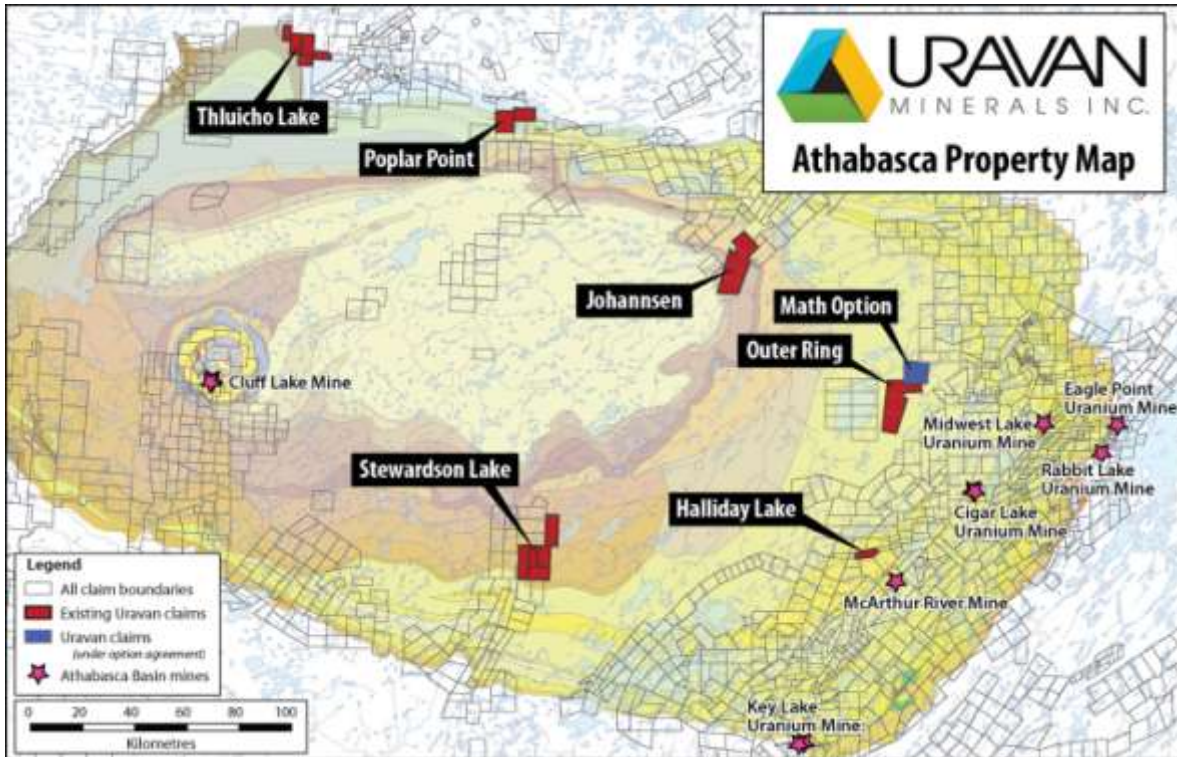 URAVAN
MINERALS INC.
Athabasca Property Map
Thluicho Lake
Poplar Point
Johannsen
Math Option
Outer Ring
Cluff Lake Mine
Eagle Point
Uranium Mine
Midwest Lake
Uranium Mine
Rabbit Lake
Uranium Mine
Stewardson Lake
Cigar Lake
Uranium Mine
Halliday Lake
McArthur River Mine
Key Lake
Uranium Mine
Legend
All claim boundaries
Existing Uravan claims
Uravan claims
(under option agreement)
Athabasca Basin mines
0 20 40 60 80 100
Kilometres